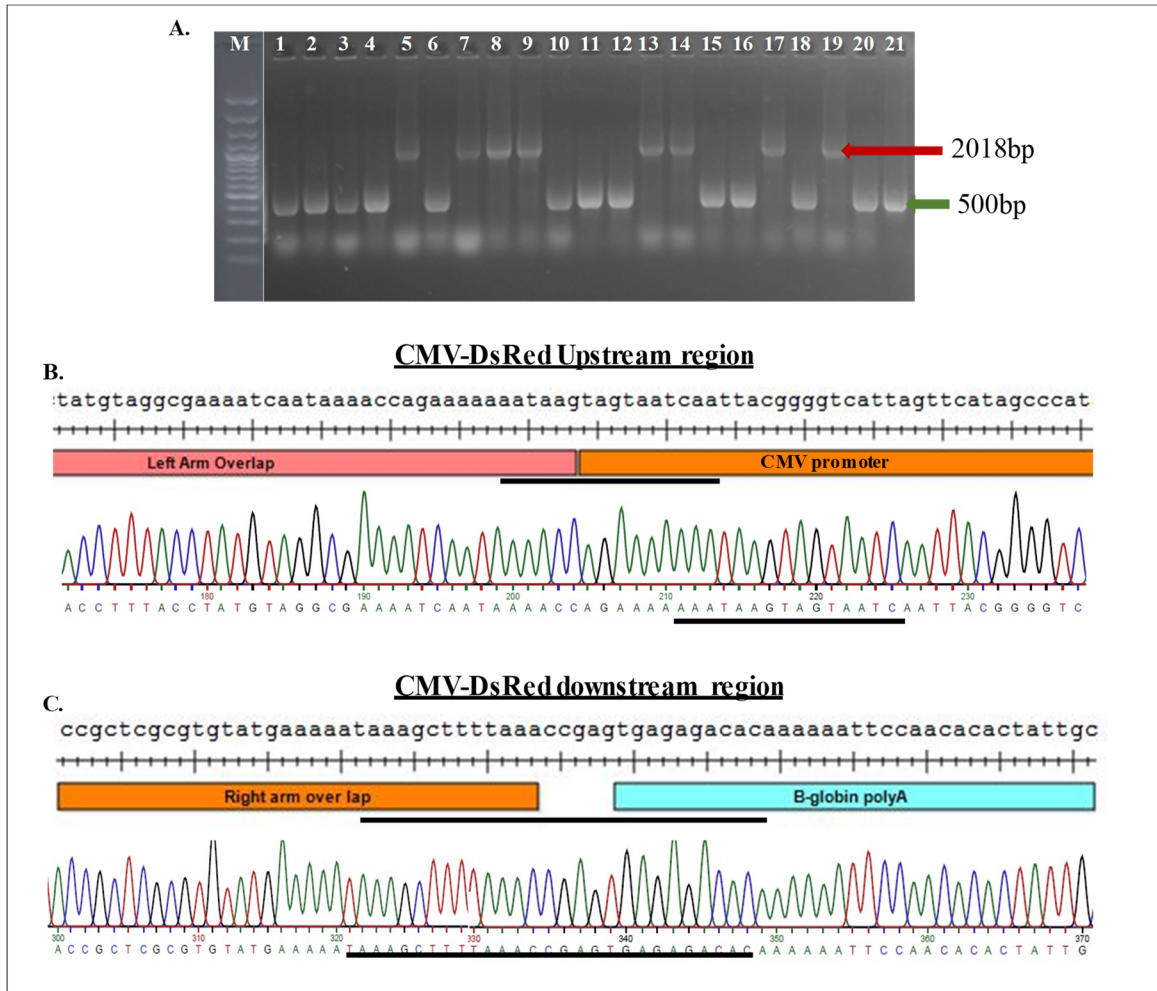 A.
M 1 2 3 4 5 6 7 8 9 10 11 12 13 14 15 16 17 18 19 20 21
2018bp
500bp
CMV-DsRed Upstream region
B.
tatgtaggcgaaaatcaataaaaccagaaaaaaaataagtagtaatcaattacggggtcattagttcatagcccat
Left Arm Overlap CMV promoter
180 190 200 210 220 230
ACCTTTACCTATGTAGGCGAAAATCAATAAAACCAGAAAAAAAATAAGTAGTAATCAATTACGGGGTC
CMV-DsRed downstream region
C.
ccgctcgcgtgtatgaaaaataaagcttttaaaccgagtgagagacacaaaaaattccaacacactattgc
Right arm over lap B-globin polyA
300 310 320 330 340 350 360 370
ACCGCTCGCGTGTATGAAAAATAAAGCTTTTAAACCGAGTGAGAGACACAAAAAATTCCAACACACTATTG